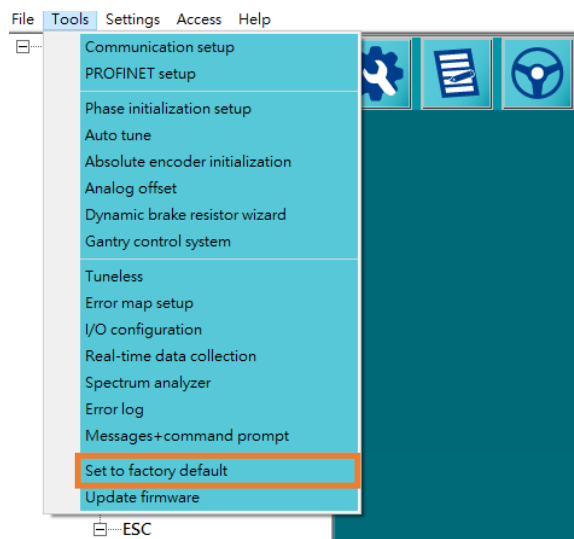 File Tools Settings Access Help
Communication setup
PROFINET setup
Phase initialization setup
Auto tune
Absolute encoder initialization
Analog offset
Dynamic brake resistor wizard
Gantry control system
Tuneless
Error map setup
I/O configuration
Real-time data collection
Spectrum analyzer
Error log
Messages+command prompt
Set to factory default
Update firmware
ESC